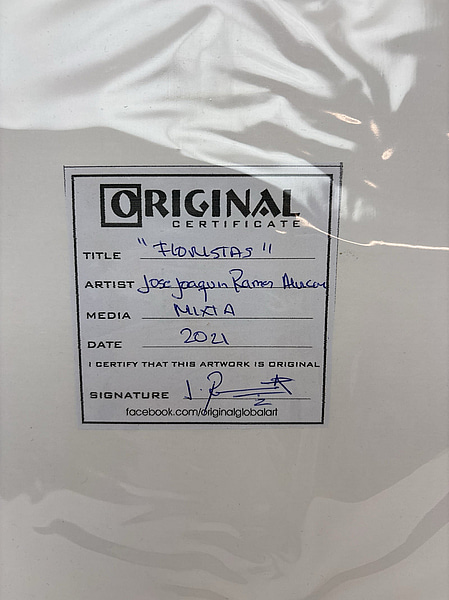 ORIGINAL
CERTIFICATE
TITLE "FLORISTAS"
ARTIST Jose Joaquin Ramos
MEDIA MIXTA
DATE 2021
I CERTIFY THAT THIS ARTWORK IS ORIGINAL
SIGNATURE
facebook.com/originalglobalart